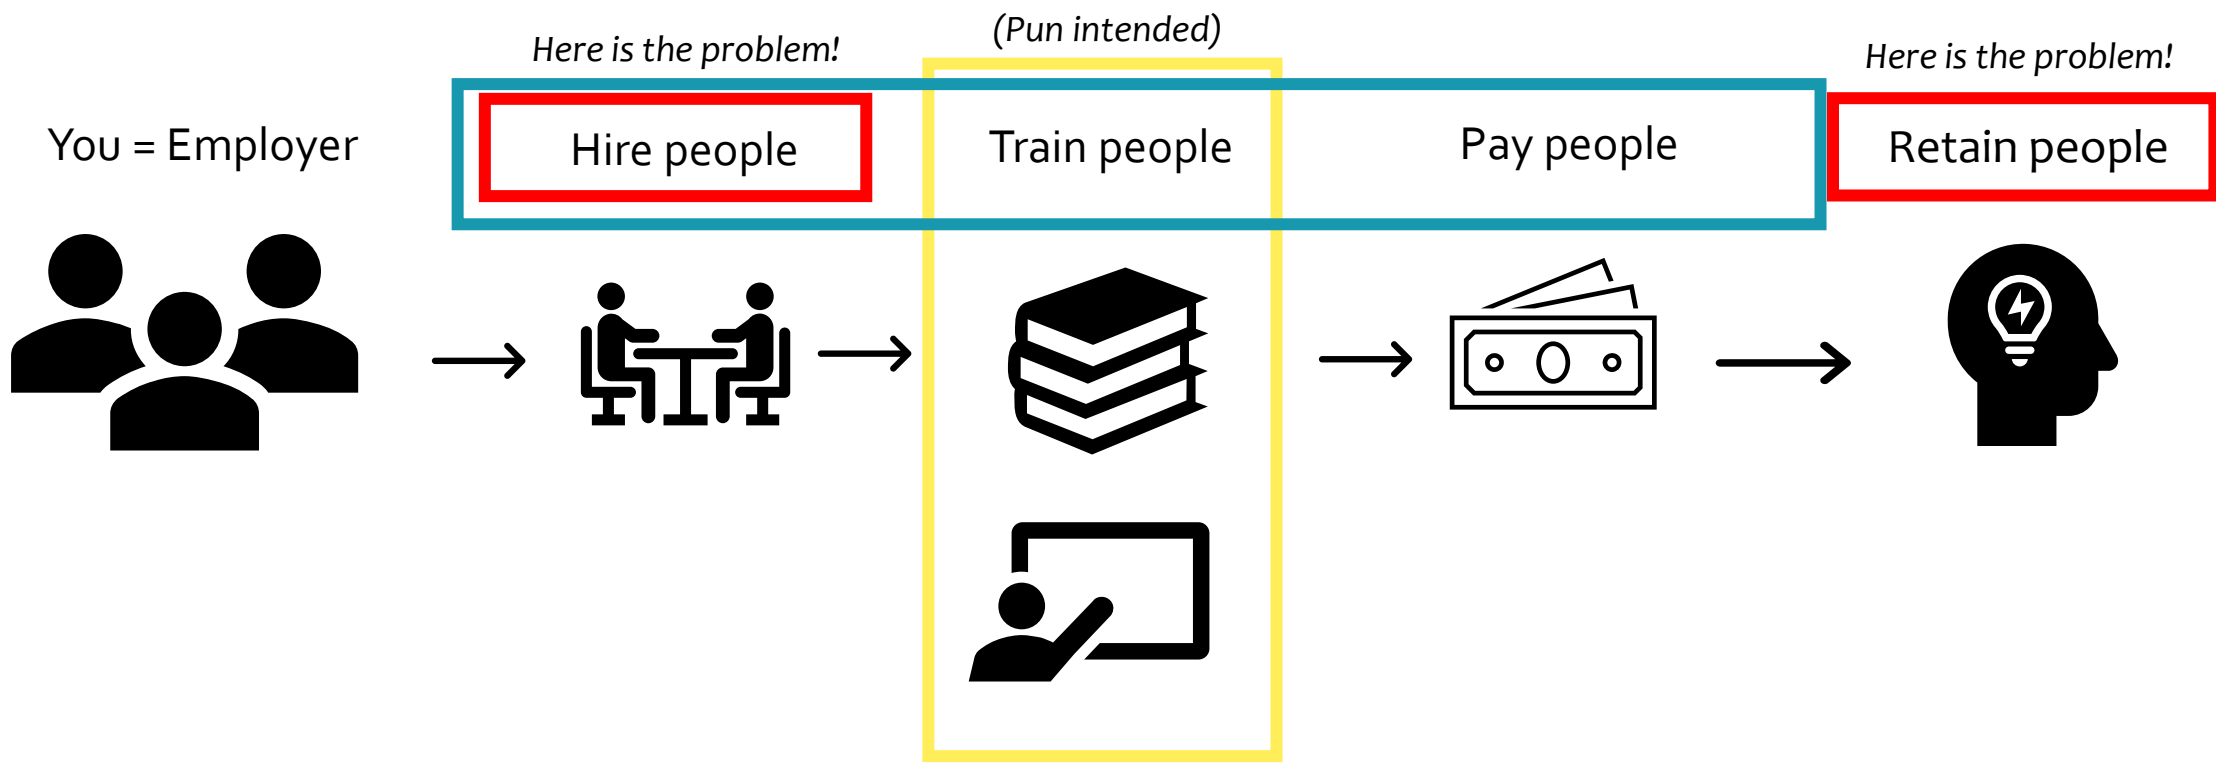 Here is the problem!
(Pun intended)
Here is the problem!
You = Employer
Hire people
Train people
Pay people
Retain people